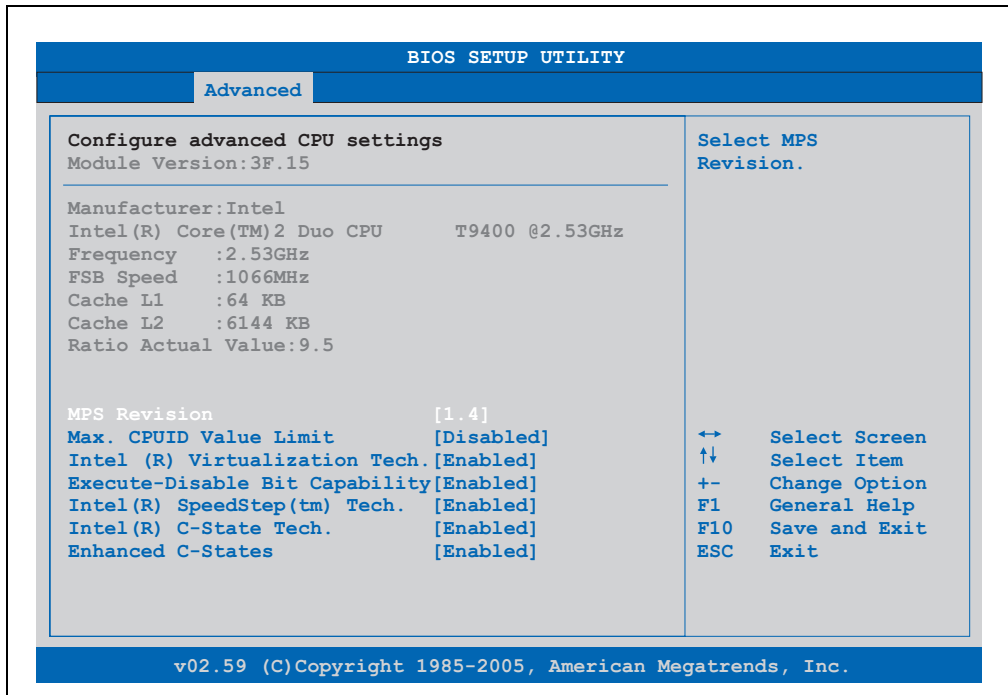 BIOS SETUP UTILITY
Advanced
Configure advanced CPU settings
Module Version:3F.15
Manufacturer:Intel
Intel(R) Core(TM)2 Duo CPU T9400 @2.53GHz
Frequency :2.53GHz
FSB Speed :1066MHz
Cache L1 :64 KB
Cache L2 :6144 KB
Ratio Actual Value:9.5
MPS Revision [1.4]
Max. CPUID Value Limit [Disabled]
Intel (R) Virtualization Tech.[Enabled]
Execute-Disable Bit Capability[Enabled]
Intel(R) SpeedStep(tm) Tech. [Enabled]
Intel(R) C-State Tech. [Enabled]
Enhanced C-States [Enabled]
Select MPS
Revision.
↔ Select Screen
↑↓ Select Item
+- Change Option
F1 General Help
F10 Save and Exit
ESC Exit
v02.59 (C)Copyright 1985-2005, American Megatrends, Inc.